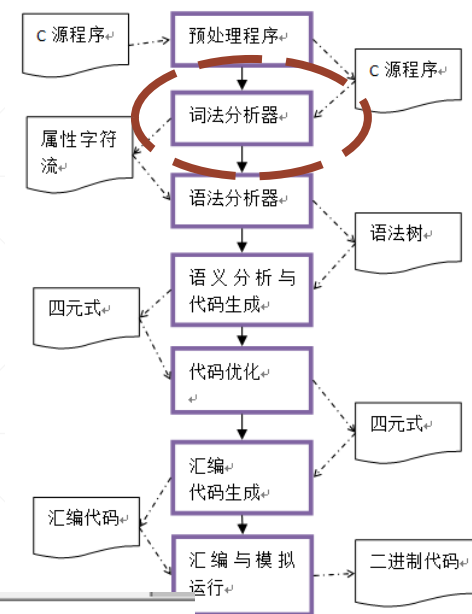 C 源程序
预处理程序
C 源程序
词法分析器
属性字符
流
语法分析器
语法树
语义分析与
代码生成
四元式
代码优化
四元式
汇编
代码生成
汇编代码
汇编与模拟
运行
二进制代码